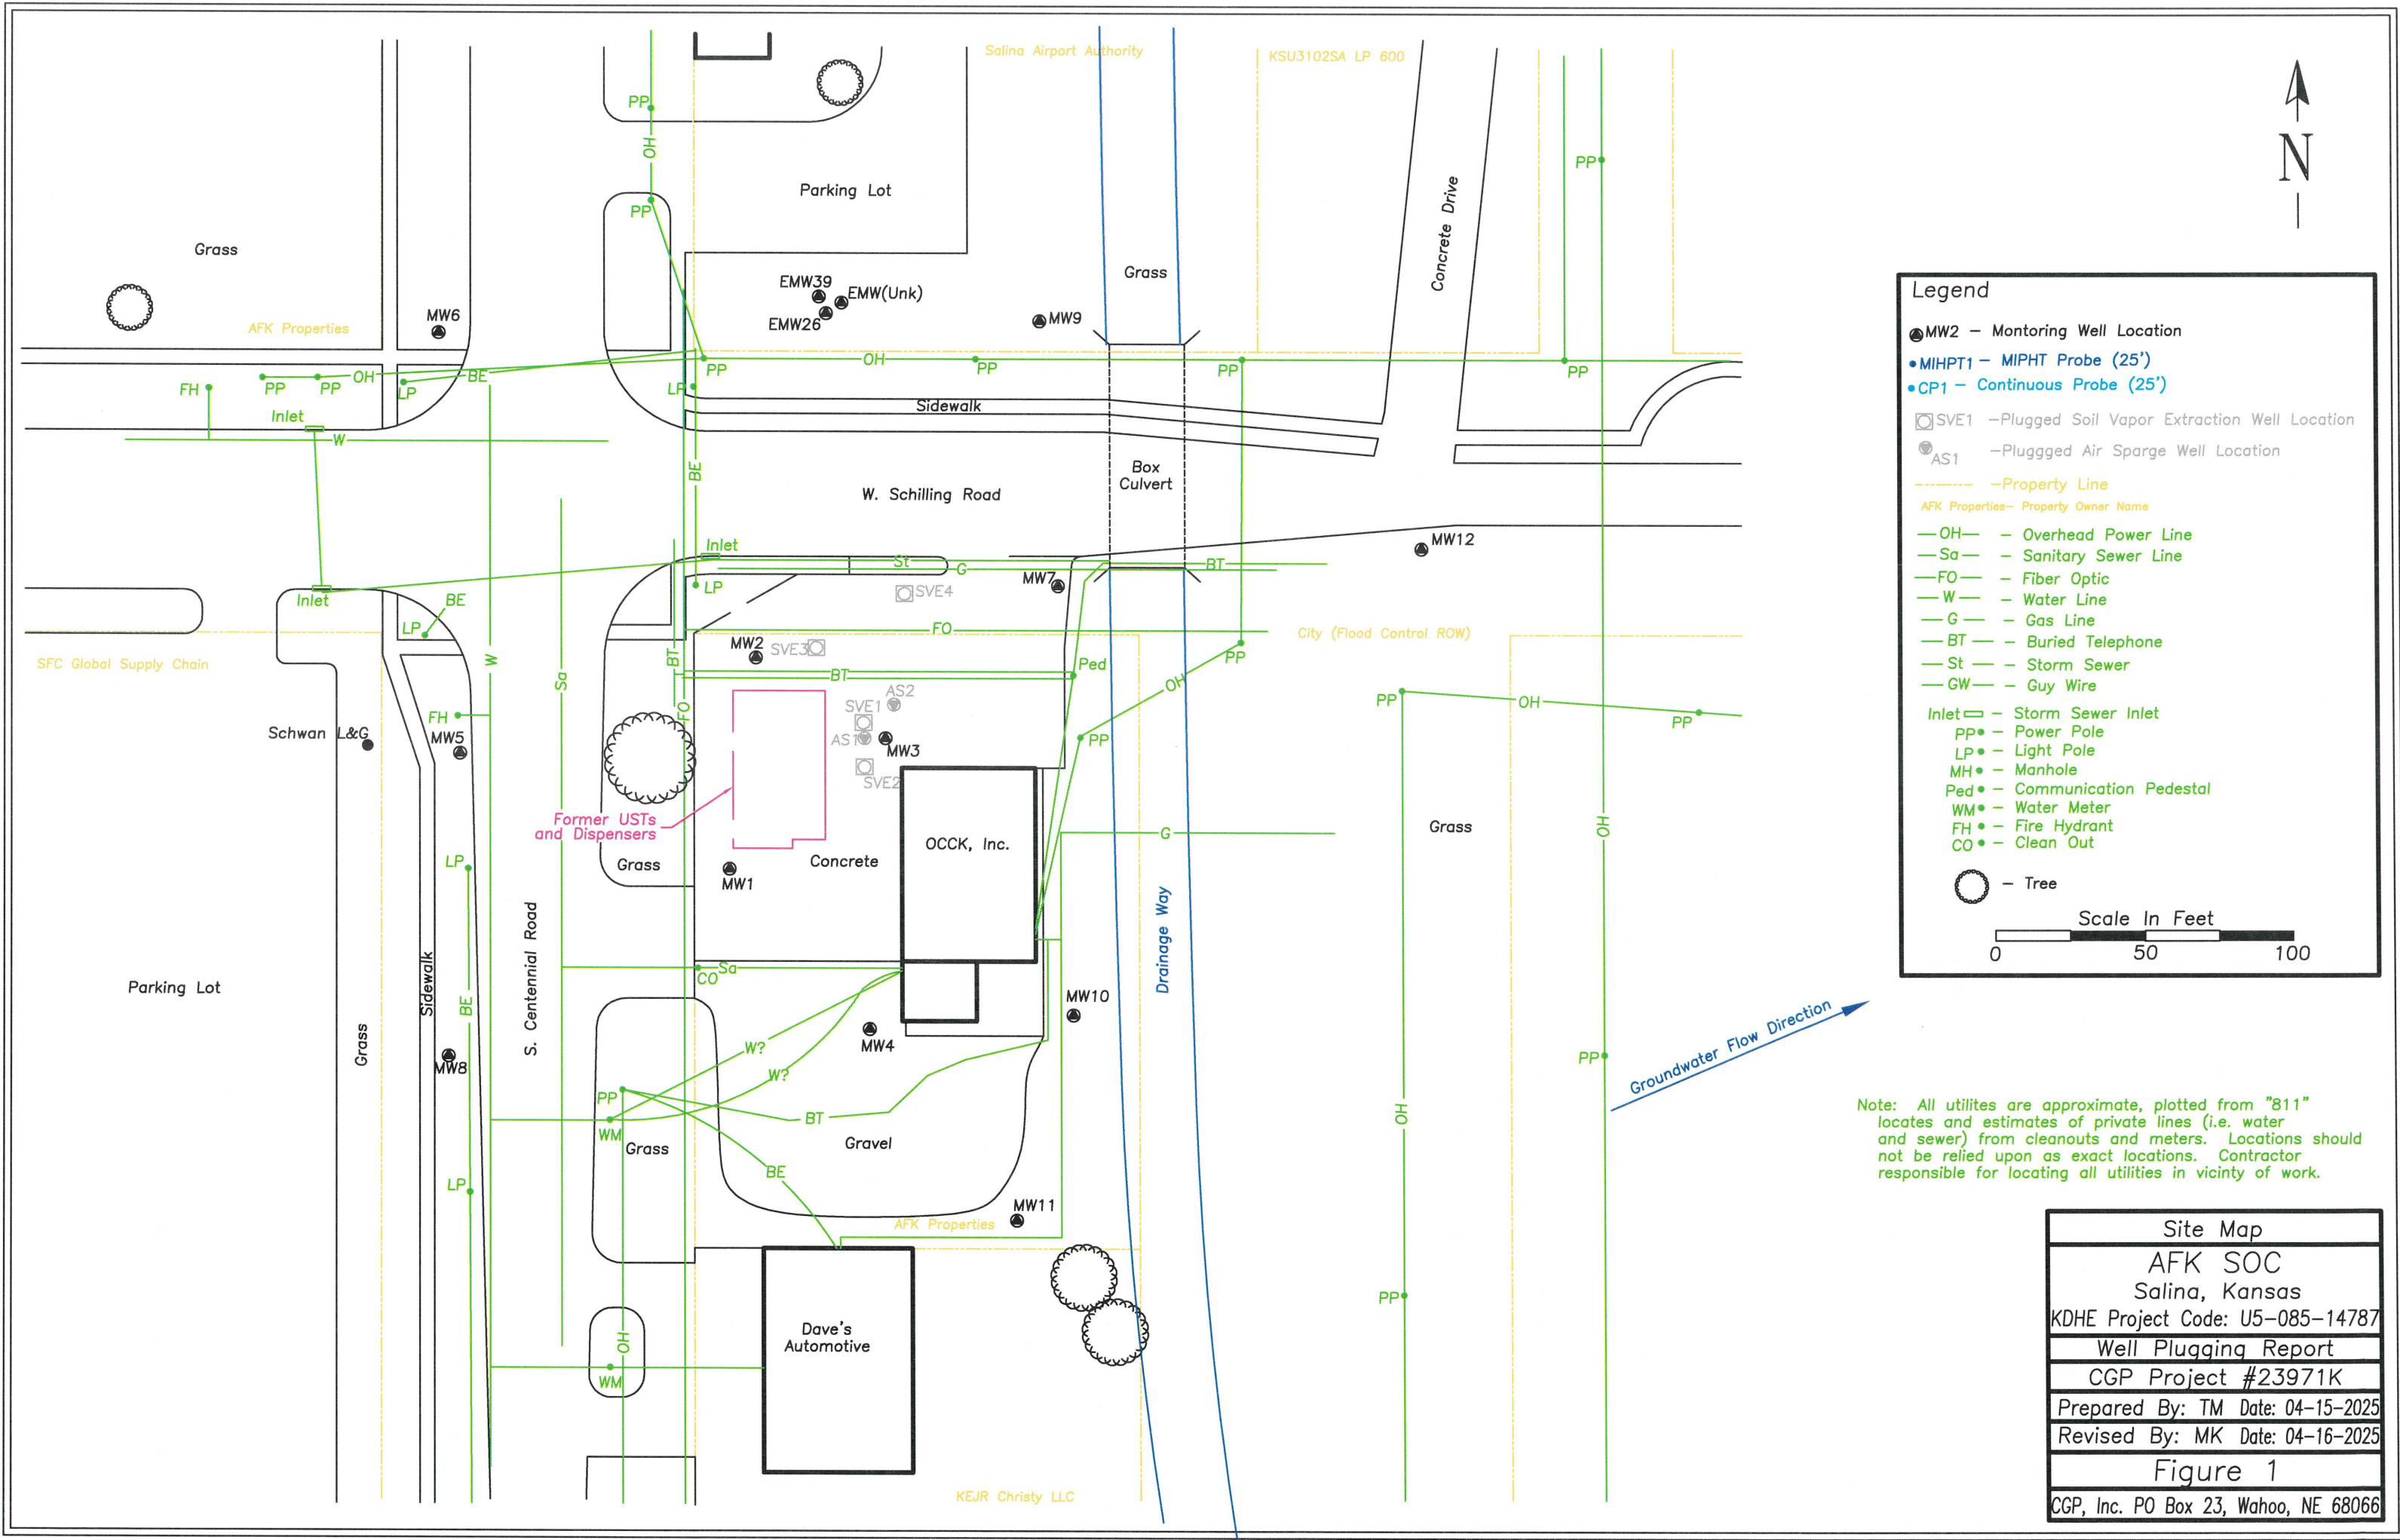 Salina Airport Authority
KSU3102SA LP 600
PP
OH
PP
Parking Lot
Grass
Concrete Drive
PP
N
Grass
AFK Properties
MW6
EMW39
EMW(Unk)
EMW26
MW9
OH
PP
PP
PP
PP
FH
PP
PP
OH
LP
BE
LP
Inlet
W
Sidewalk
BE
W. Schilling Road
Box
Culvert
MW12
Inlet
St
G
BT
MW7
Inlet
BE
LP
LP
SVE4
FO
City (Flood Control ROW)
SFC Global Supply Chain
W
Sa
BT
MW2
SVE3
BT
Ped
PP
OH
AS2
SVE1
FO
FH
MW5
Schwan L&G
AS1
MW3
SVE2
PP
PP
OH
PP
Former USTs
and Dispensers
G
OH
Grass
OCCK, Inc.
Concrete
Grass
LP
MW1
Drainage Way
S. Centennial Road
Sidewalk
Parking Lot
Grass
BE
Sa
CO
MW10
MW4
W?
W?
MW8
PP
WM
BT
Grass
Gravel
BE
LP
OH
PP
MW11
AFK Properties
PP
Dave's
Automotive
OH
WM
KEJR Christy LLC
Groundwater Flow Direction
Legend
MW2 - Montoring Well Location
MIHPT1 - MIPHT Probe (25')
CP1 - Continuous Probe (25')
SVE1 -Plugged Soil Vapor Extraction Well Location
AS1 -Pluggged Air Sparge Well Location
-Property Line
AFK Properties- Property Owner Name
OH - Overhead Power Line
Sa - Sanitary Sewer Line
FO - Fiber Optic
W - Water Line
G - Gas Line
BT - Buried Telephone
St - Storm Sewer
GW - Guy Wire
Inlet - Storm Sewer Inlet
PP - Power Pole
LP - Light Pole
MH - Manhole
Ped - Communication Pedestal
WM - Water Meter
FH - Fire Hydrant
CO - Clean Out
- Tree
Scale In Feet
0 50 100
Note: All utilites are approximate, plotted from "811"
locates and estimates of private lines (i.e. water
and sewer) from cleanouts and meters. Locations should
not be relied upon as exact locations. Contractor
responsible for locating all utilities in vicinty of work.
Site Map
AFK SOC
Salina, Kansas
KDHE Project Code: U5-085-14787
Well Plugging Report
CGP Project #23971K
Prepared By: TM Date: 04-15-2025
Revised By: MK Date: 04-16-2025
Figure 1
CGP, Inc. PO Box 23, Wahoo, NE 68066